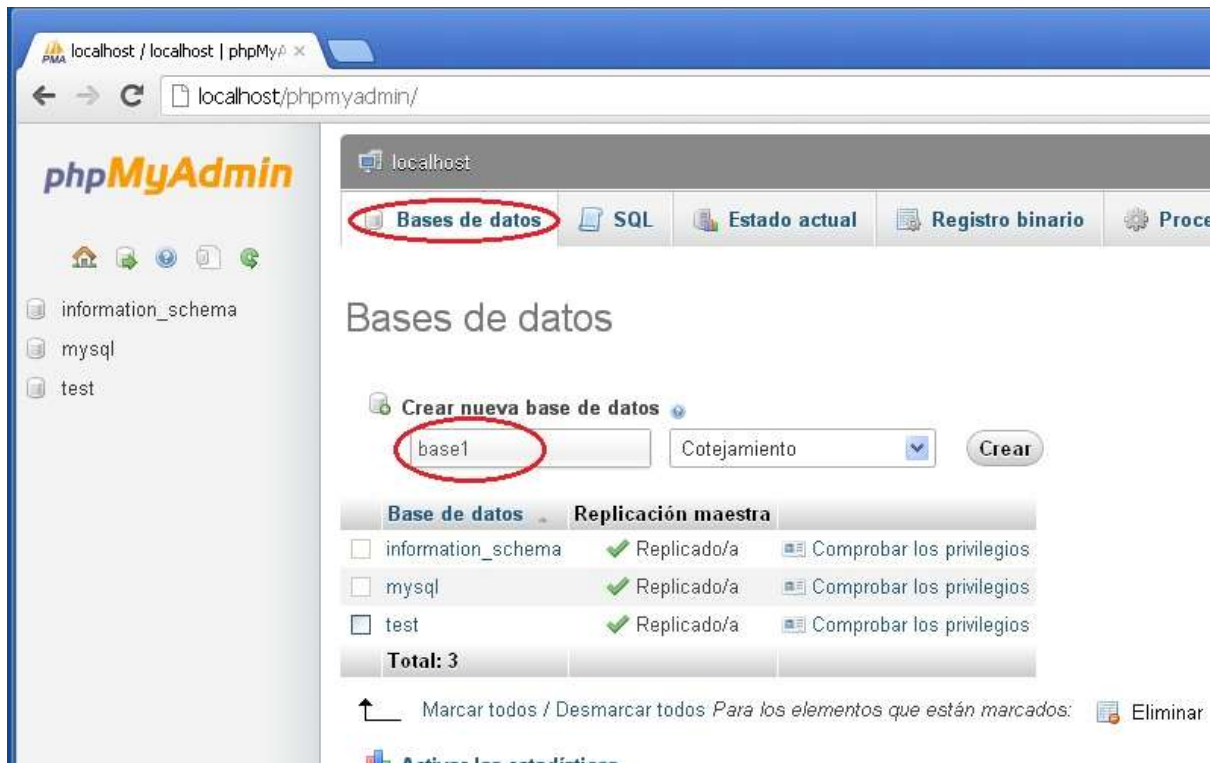 localhost / localhost | phpMyA
localhost/phpmyadmin/
phpMyAdmin
information_schema
mysql
test
localhost
Bases de datos SQL Estado actual Registro binario Proce
Bases de datos
Crear nueva base de datos
base1 Cotejamiento Crear
Base de datos Replicación maestra
information_schema Replicado/a Comprobar los privilegios
mysql Replicado/a Comprobar los privilegios
test Replicado/a Comprobar los privilegios
Total: 3
Marcar todos / Desmarcar todos Para los elementos que están marcados: Eliminar
Activar las estadísticas